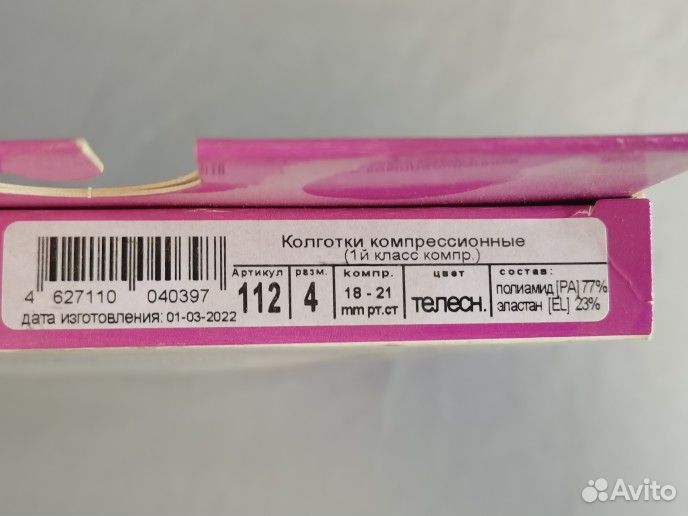 Колготки компрессионные
(1й класс компр.)
Артикул разм. компр. цвет состав:
112 4 18 - 21 телесн. полиамид [PA] 77%
mm рт.ст эластан [EL] 23%
4 627110 040397
дата изготовления: 01-03-2022
Avito